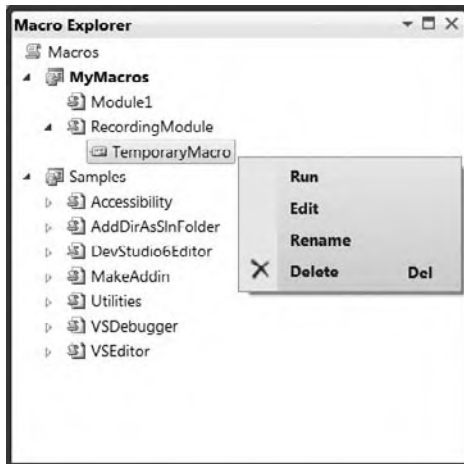 Macro Explorer
Macros
MyMacros
Module1
RecordingModule
TemporaryMacro
Samples
Accessibility
AddDirAsSlnFolder
DevStudio6Editor
MakeAddin
Utilities
VSDebugger
VSEditor
Run
Edit
Rename
Delete Del